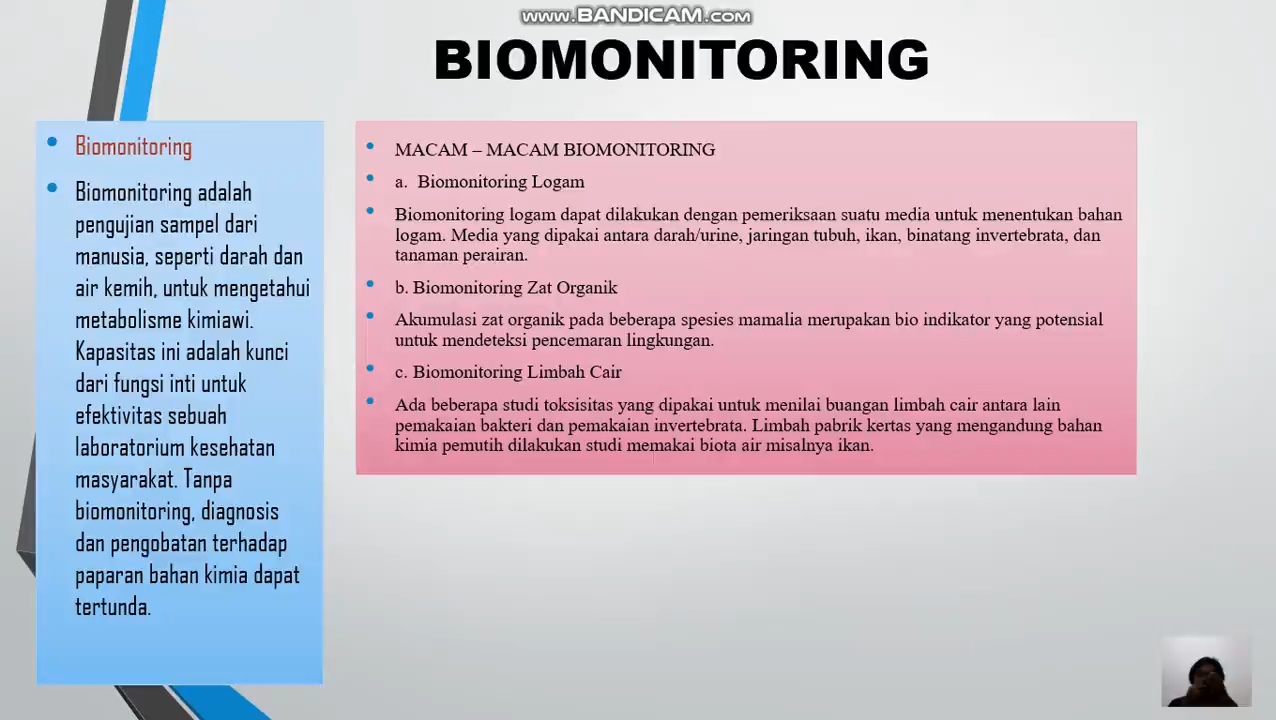 www.BANDICAM.com
BIOMONITORING
Biomonitoring
Biomonitoring adalah
pengujian sampel dari
manusia, seperti darah dan
air kemih, untuk mengetahui
metabolisme kimiawi.
Kapasitas ini adalah kunci
dari fungsi inti untuk
efektivitas sebuah
laboratorium kesehatan
masyarakat. Tanpa
biomonitoring, diagnosis
dan pengobatan terhadap
paparan bahan kimia dapat
tertunda.
MACAM – MACAM BIOMONITORING
a. Biomonitoring Logam
Biomonitoring logam dapat dilakukan dengan pemeriksaan suatu media untuk menentukan bahan
logam. Media yang dipakai antara darah/urine, jaringan tubuh, ikan, binatang invertebrata, dan
tanaman perairan.
b. Biomonitoring Zat Organik
Akumulasi zat organik pada beberapa spesies mamalia merupakan bio indikator yang potensial
untuk mendeteksi pencemaran lingkungan.
c. Biomonitoring Limbah Cair
Ada beberapa studi toksisitas yang dipakai untuk menilai buangan limbah cair antara lain
pemakaian bakteri dan pemakaian invertebrata. Limbah pabrik kertas yang mengandung bahan
kimia pemutih dilakukan studi memakai biota air misalnya ikan.